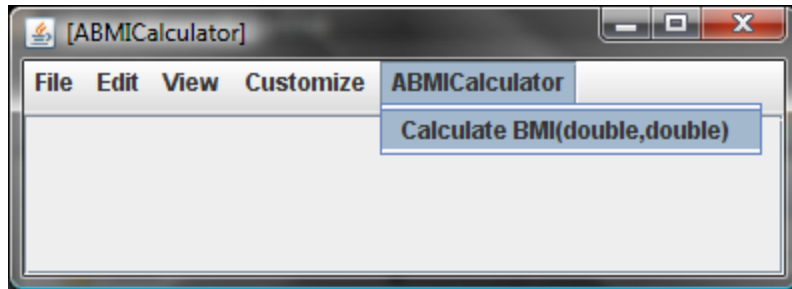 [ABMICalculator]
File Edit View Customize ABMICalculator
Calculate BMI(double,double)